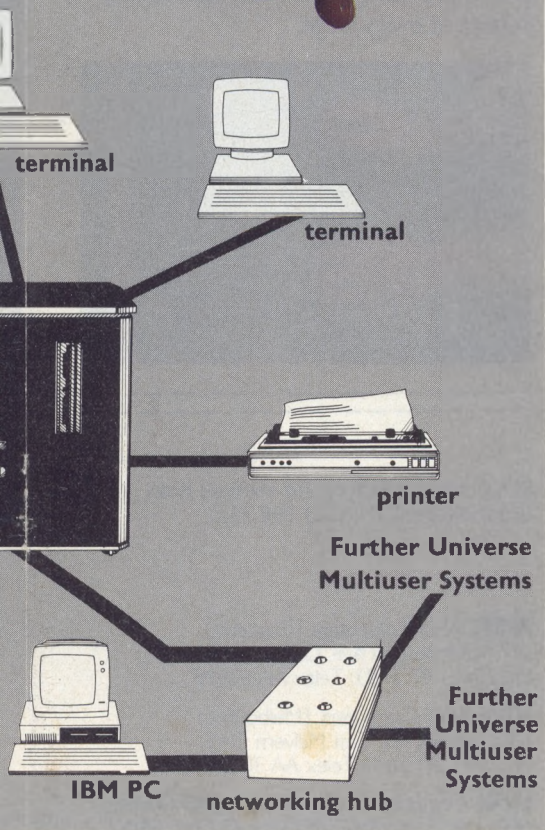 terminal
terminal
printer
Further Universe
Multiuser Systems
Further
Universe
Multiuser
Systems
IBM PC
networking hub